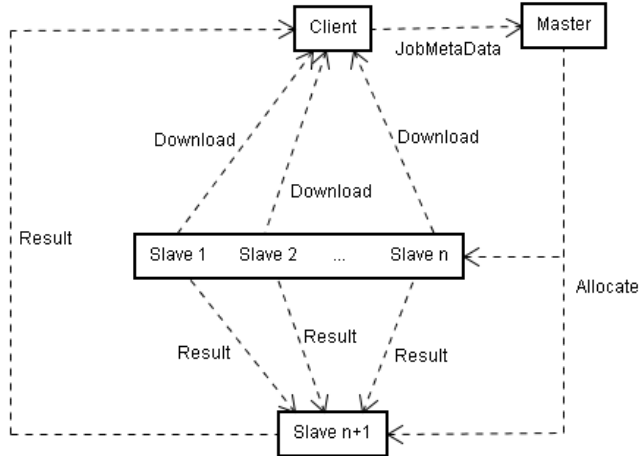 Client
Master
JobMetaData
Download
Download
Download
Result
Slave 1 Slave 2 ... Slave n
Allocate
Result
Result
Result
Slave n+1